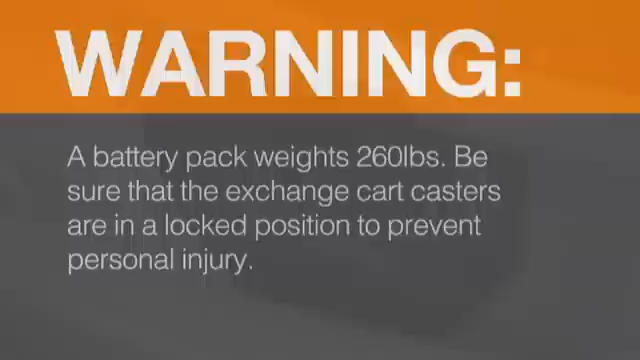 WARNING:
A battery pack weights 260lbs. Be
sure that the exchange cart casters
are in a locked position to prevent
personal injury.